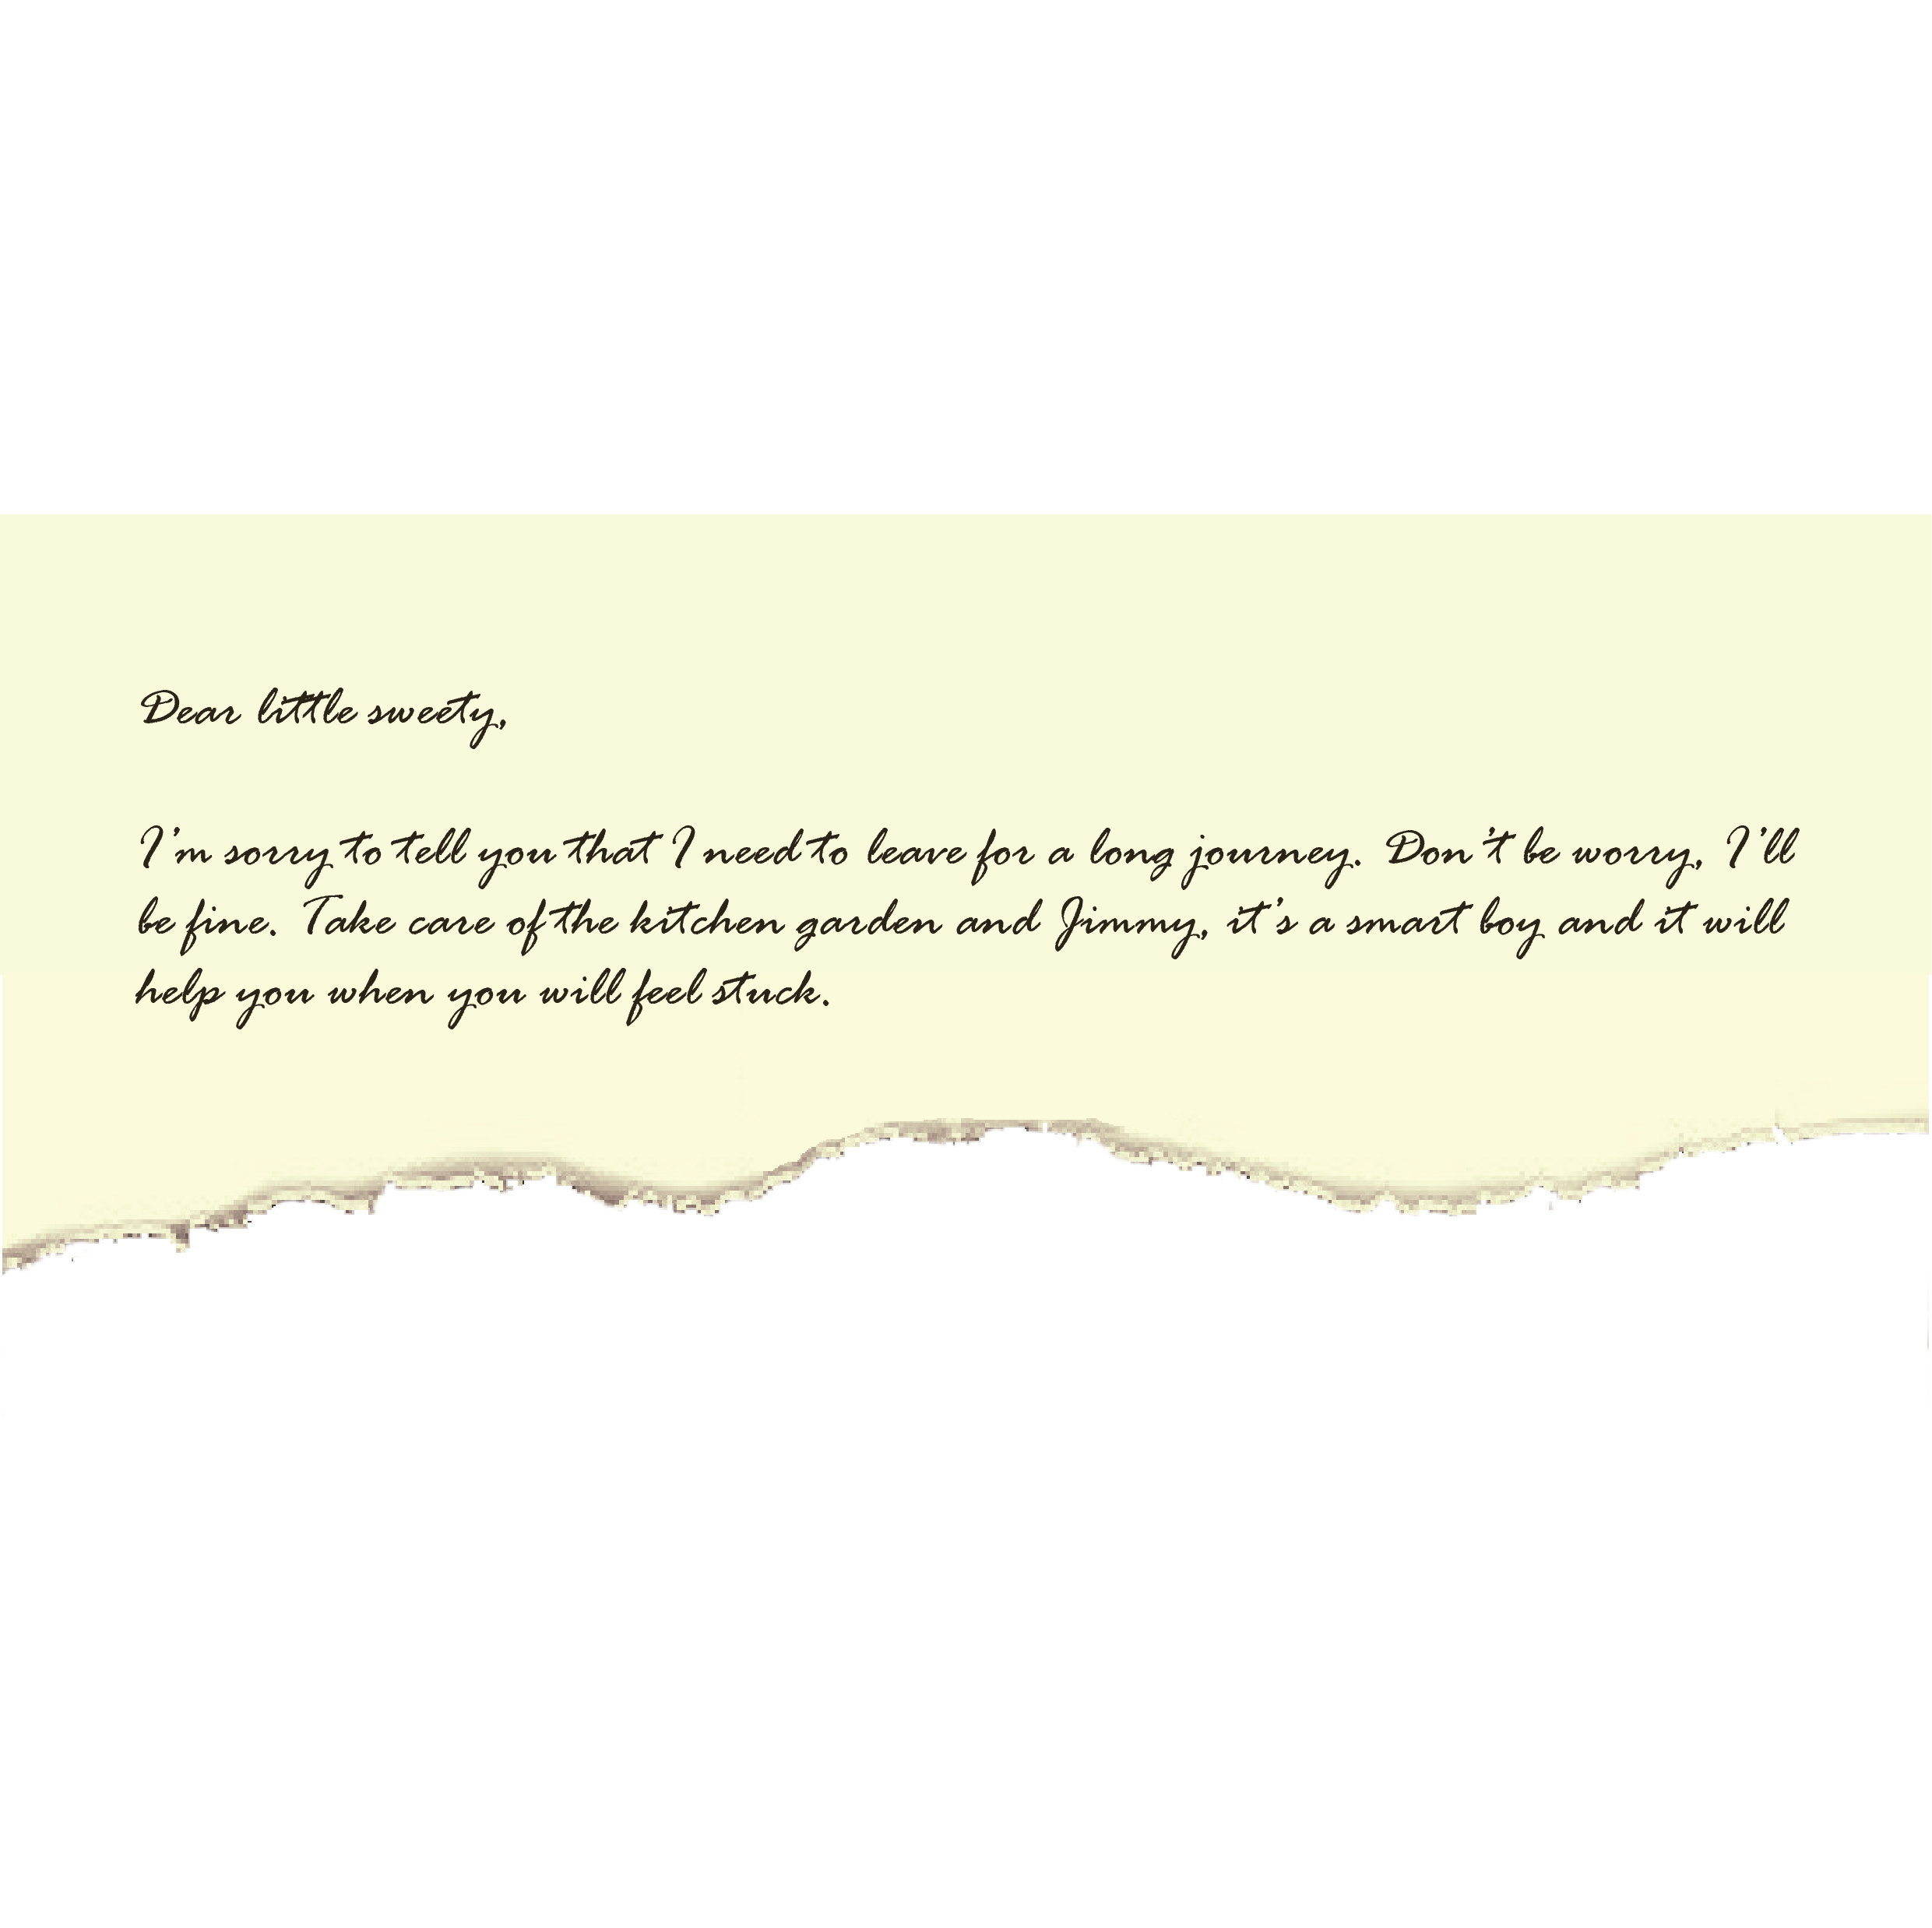 Dear little sweety,
I'm sorry to tell you that I need to leave for a long journey. Don't be worry, I'll
be fine. Take care of the kitchen garden and Jimmy, it's a smart boy and it will
help you when you will feel stuck.